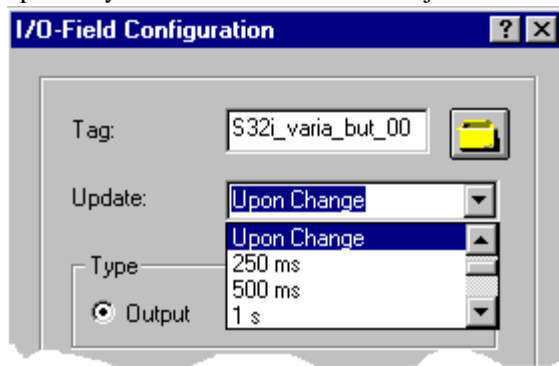 I/O-Field Configuration
Tag: S32i_varia_but_00
Update: Upon Change
Upon Change
250 ms
Type
500 ms
Output
1 s